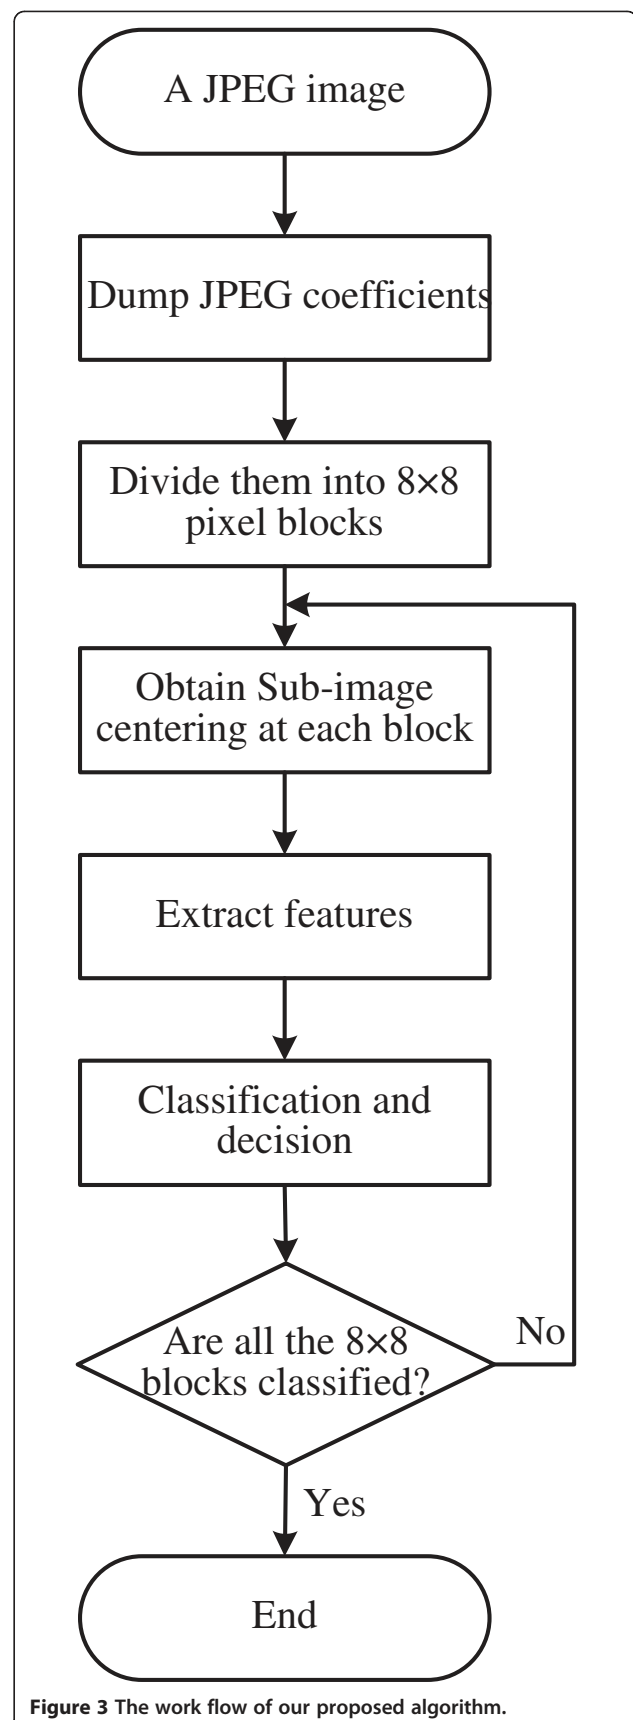 A JPEG image
Dump JPEG coefficients
Divide them into 8×8
pixel blocks
Obtain Sub-image
centering at each block
Extract features
Classification and
decision
Are all the 8×8
blocks classified?
No
Yes
End
Figure 3 The work flow of our proposed algorithm.